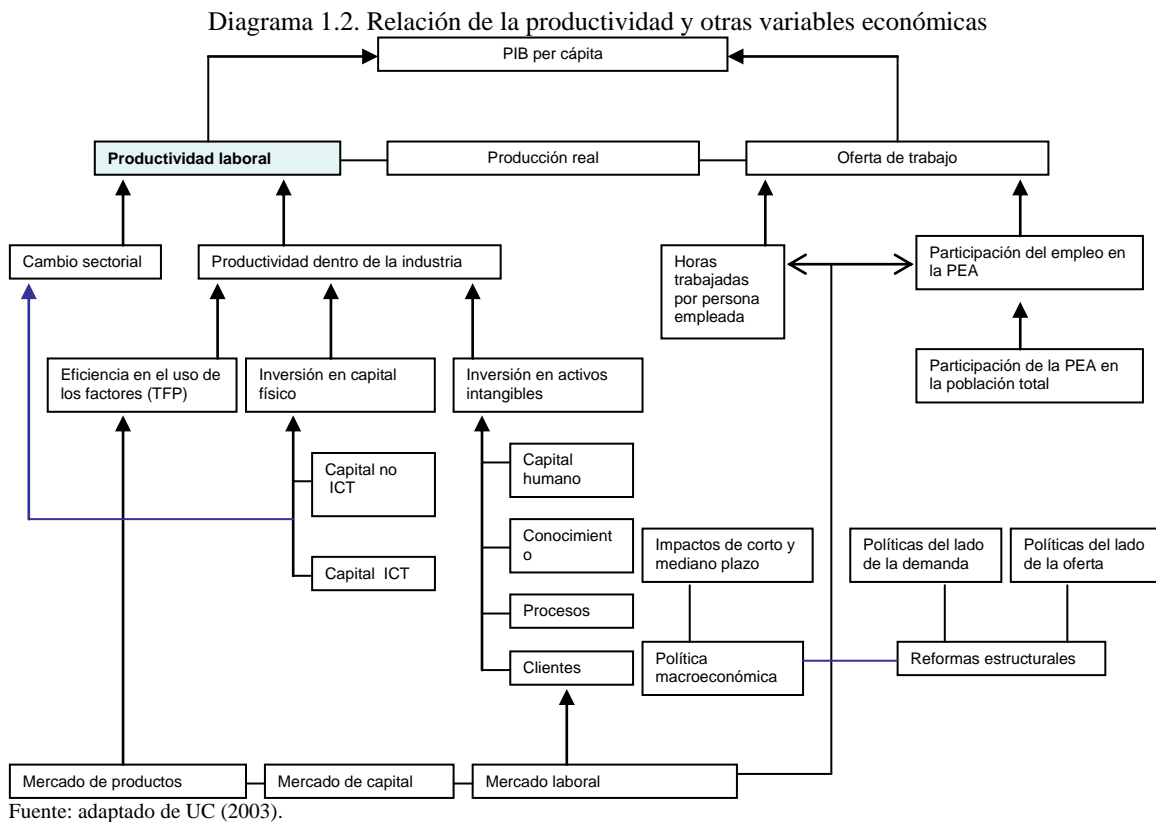 Diagrama 1.2. Relación de la productividad y otras variables económicas
PIB per cápita
Productividad laboral
Producción real
Oferta de trabajo
Cambio sectorial
Productividad dentro de la industria
Horas
trabajadas
por persona
empleada
Participación del empleo en
la PEA
Eficiencia en el uso de
los factores (TFP)
Inversión en capital
físico
Inversión en activos
intangibles
Participación de la PEA en
la población total
Capital no
ICT
Capital ICT
Capital
humano
Conocimient
o
Procesos
Clientes
Impactos de corto y
mediano plazo
Políticas del lado
de la demanda
Políticas del lado
de la oferta
Política
macroeconómica
Reformas estructurales
Mercado de productos
Mercado de capital
Mercado laboral
Fuente: adaptado de UC (2003).